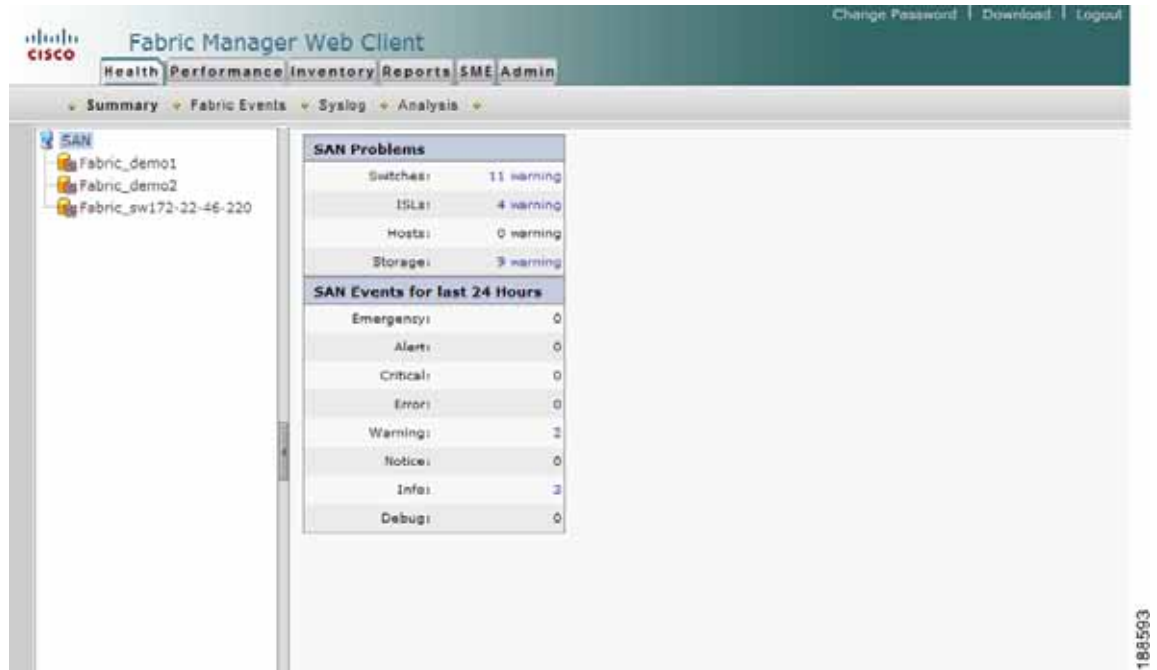 Change Password | Download | Logout
CISCO
Fabric Manager Web Client
Health Performance Inventory Reports SME Admin
Summary Fabric Events Syslog Analysis
SAN
Fabric_demo1
Fabric_demo2
Fabric_sw172-22-46-220
SAN Problems
Switches: 11 warning
ISLs: 4 warning
Hosts: 0 warning
Storage: 9 warning
SAN Events for last 24 Hours
Emergency: 0
Alert: 0
Critical: 0
Error: 0
Warning: 2
Notice: 0
Info:
Debug: 0
188593